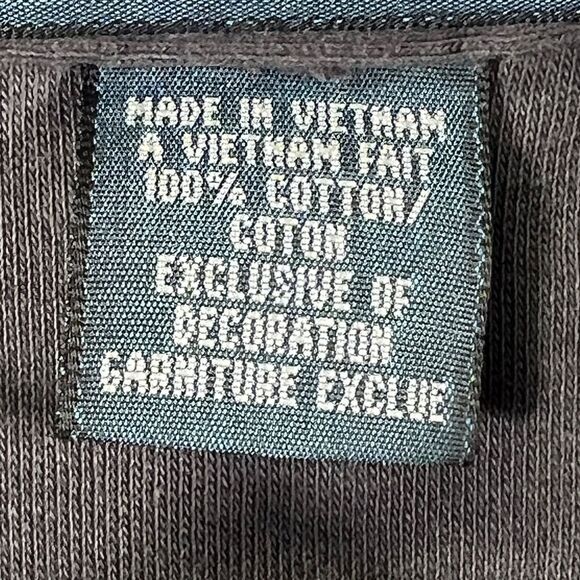 MADE IN VIETNAM
A VIETNAM FAIT
100% COTTON/
COTON
EXCLUSIVE OF
DECORATION
GARNITURE EXCLUE